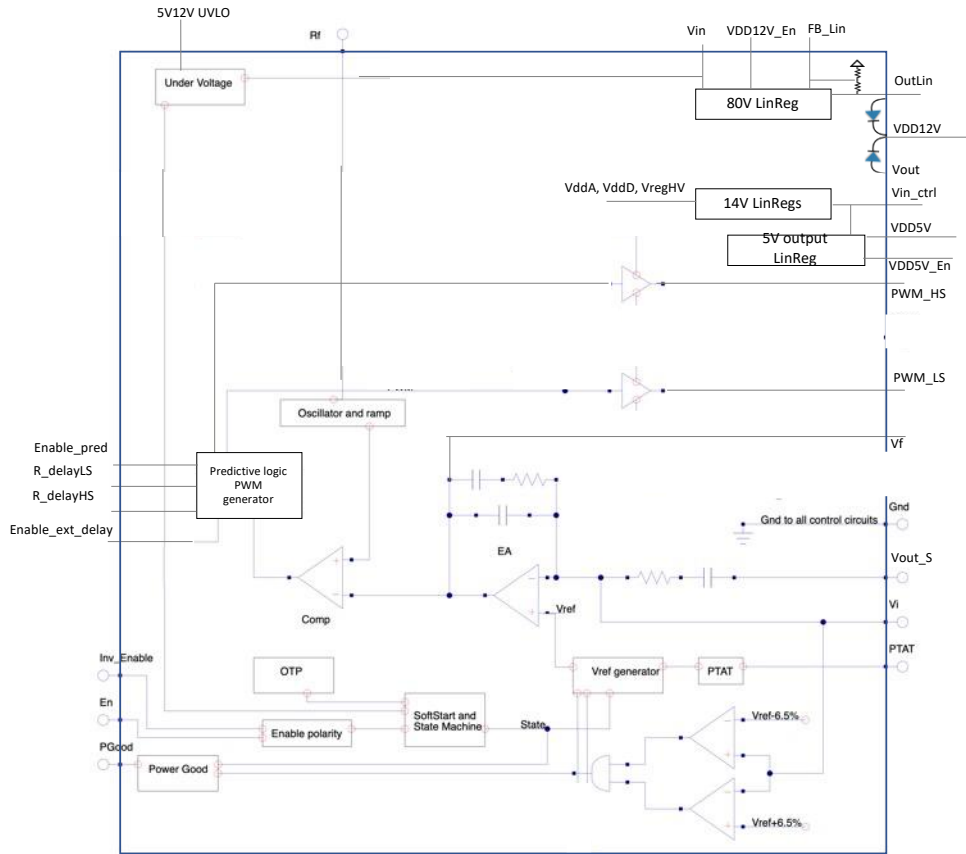 5V12V UVLO
Rf
Vin
VDD12V_En
FB_Lin
Under Voltage
OutLin
80V LinReg
VDD12V
Vout
Vin_ctrl
VddA, VddD, VregHV
14V LinRegs
VDD5V
5V output
LinReg
VDD5V_En
PWM_HS
PWM_LS
Oscillator and ramp
Vf
Enable_pred
R_delayLS
R_delayHS
Enable_ext_delay
Predictive logic
PWM
generator
Gnd
Gnd to all control circuits
EA
Vout_S
Vref
Comp
Vi
PTAT
Inv_Enable
OTP
Vref generator
PTAT
En
SoftStart and
State Machine
State
Enable polarity
Vref-6.5%
PGood
Power Good
Vref+6.5%